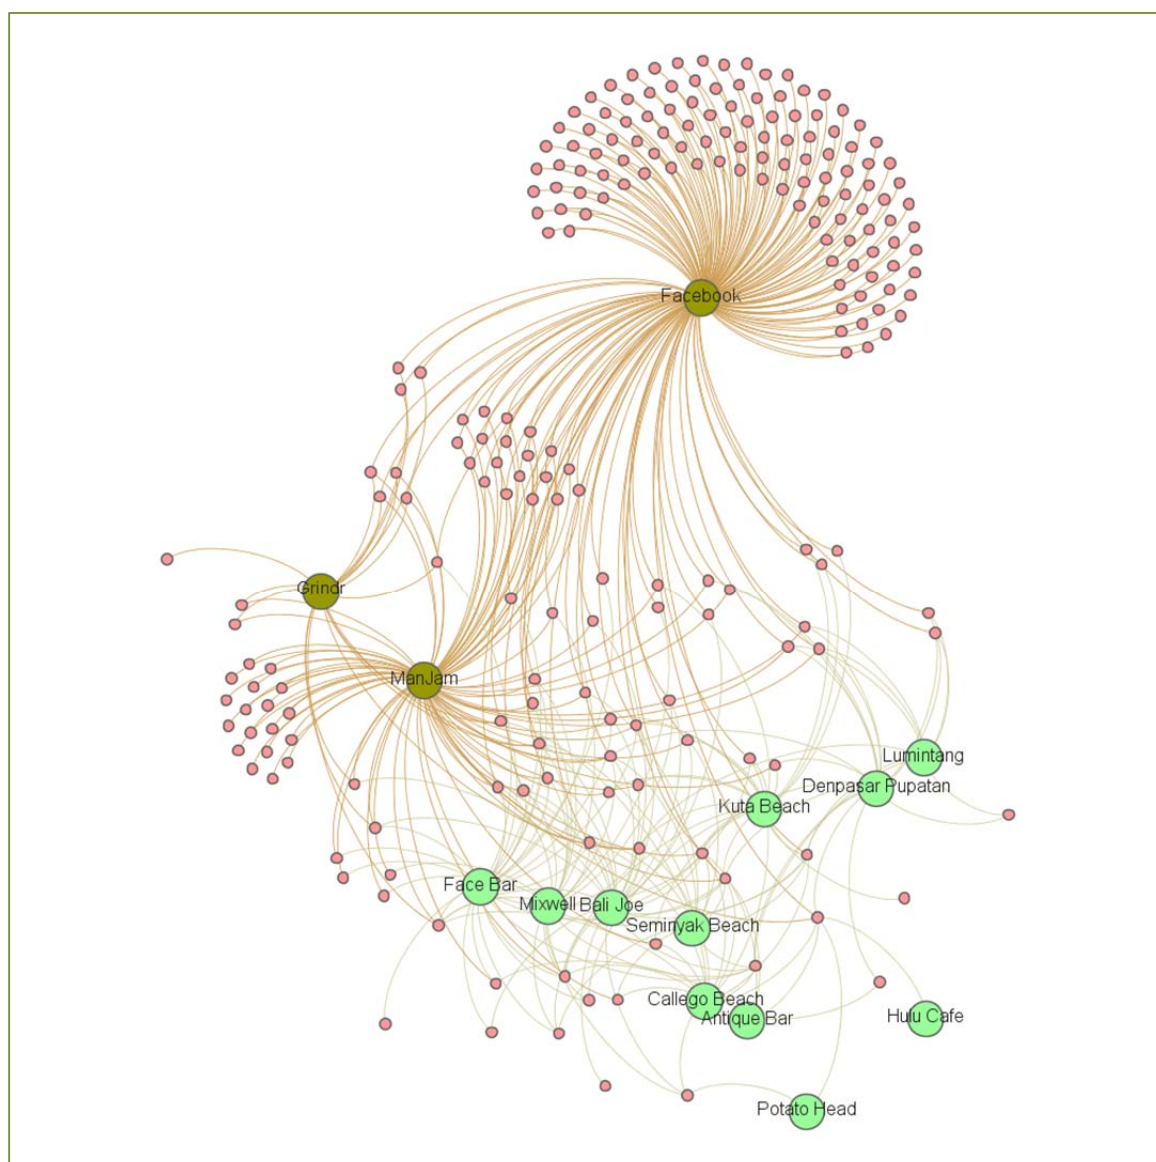 Facebook
Grindr
ManJam
Lumintang
Denpasar Pupatan
Kuta Beach
Face Bar
Mixwell
Bali Joe
Seminyak Beach
Callego Beach
Antique Bar
Hulu Cafe
Potato Head